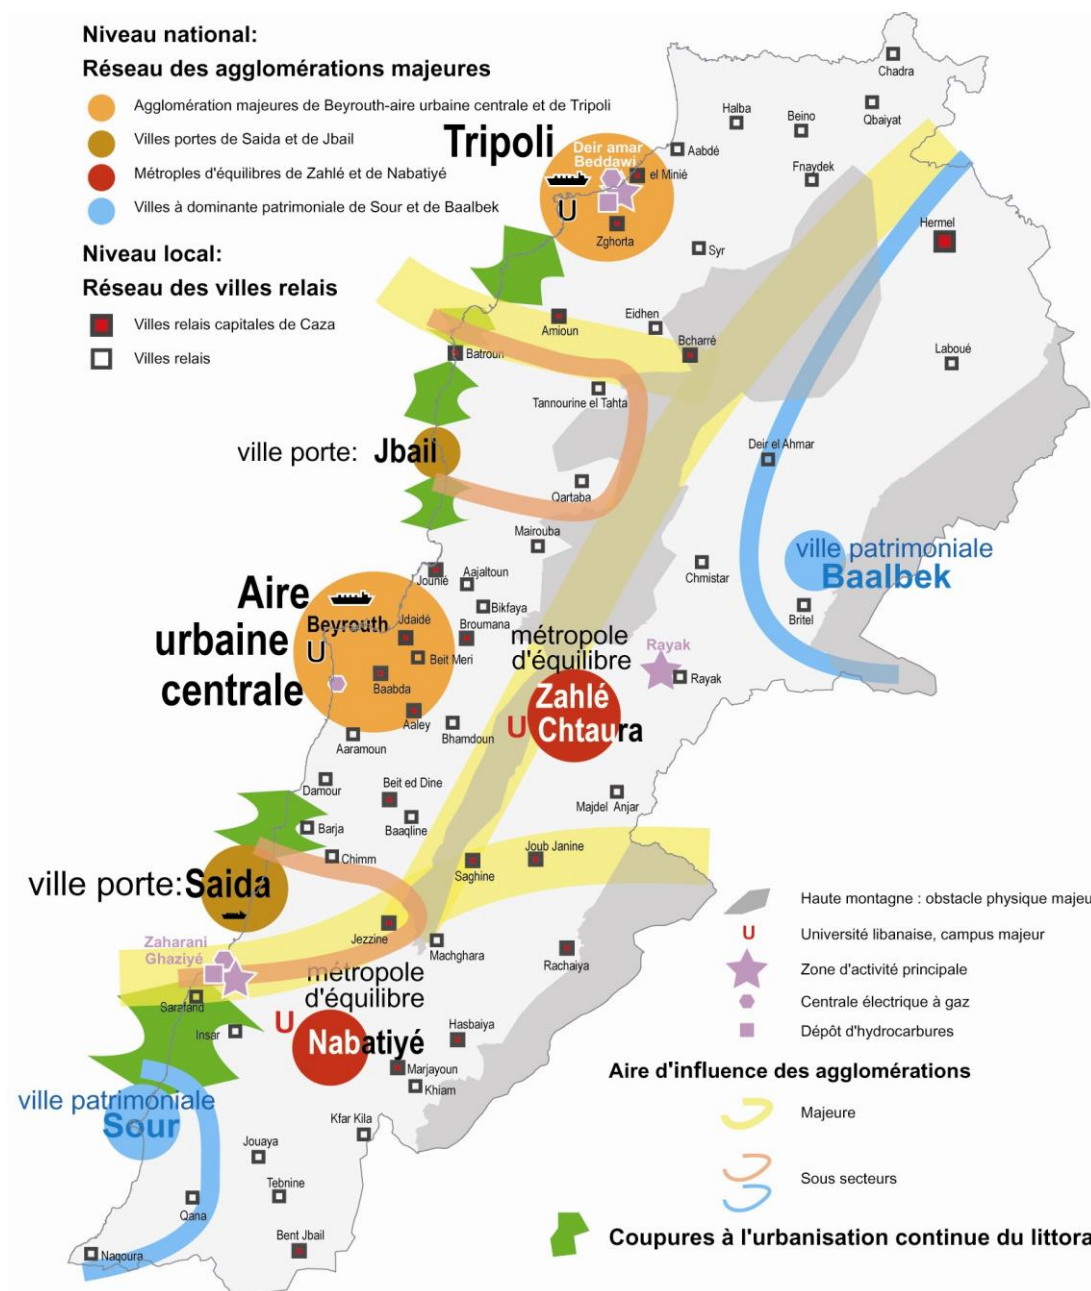 Niveau national:
Réseau des agglomérations majeures
Agglomération majeures de Beyrouth-aire urbaine centrale et de Tripoli
Villes portes de Saida et de Jbail
Métroples d'équilibres de Zahlé et de Nabatiyé
Villes à dominante patrimoniale de Sour et de Baalbek
Niveau local:
Réseau des villes relais
Villes relais capitales de Caza
Villes relais
Chadra
Qbaiyat
Halba
Beino
Aabdé
Fnaydek
Tripoli
Deir amar
Beddawi
el Minié
U
Zghorta
Syr
Hermel
Amioun
Eidhen
Bcharré
Batroun
Laboué
Tannourine el Tahta
ville porte: Jbail
Deir el Ahmar
Qartaba
Mairouba
ville patrimoniale
Baalbek
Chmistar
Jounié
Aajaltoun
Bikfaya
Britel
Aire
urbaine
centrale
Beyrouth
U
Jdaidé
Broumana
Beit Meri
Baabda
Aaley
Bhamdoun
Aaramoun
métropole
d'équilibre
Zahlé
Chtaura
U
Rayak
Rayak
Damour
Beit ed Dine
Baaqline
Barja
Chimm
Majdel Anjar
Joub Janine
Saghine
ville porte: Saida
Jezzine
Machghara
Rachaiya
Zaharani
Ghaziyé
Sarafand
Insar
métropole
d'équilibre
U
Nabatiyé
Hasbaiya
Marjayoun
Khiam
ville patrimoniale
Sour
Kfar Kila
Jouaya
Tebnine
Qana
Bent Jbail
Naqoura
Haute montagne : obstacle physique majeu
U
Université libanaise, campus majeur
Zone d'activité principale
Centrale électrique à gaz
Dépôt d'hydrocarbures
Aire d'influence des agglomérations
Majeure
Sous secteurs
Coupures à l'urbanisation continue du littora